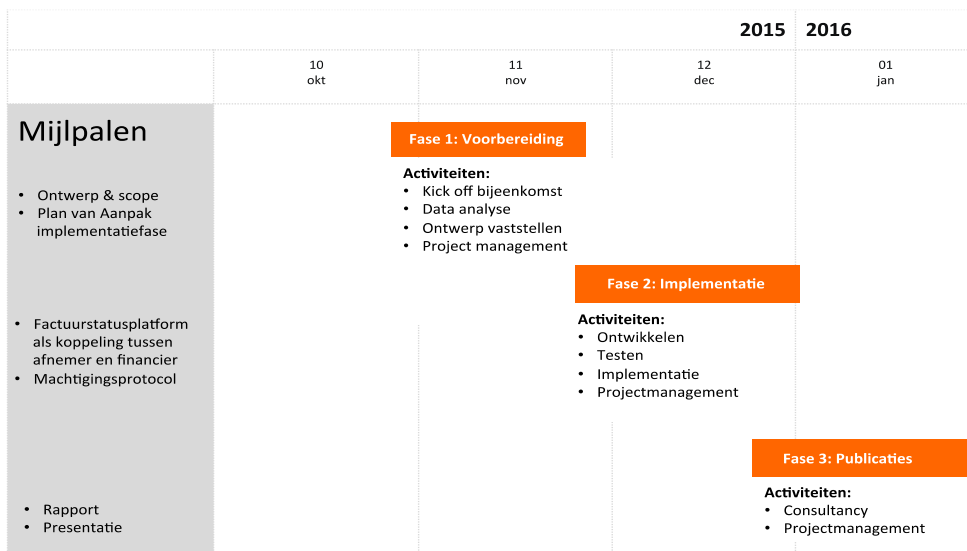 2015 2016
10
okt
11
nov
12
dec
01
jan
Mijlpalen
• Ontwerp & scope
• Plan van Aanpak
implementatiefase
Fase 1: Voorbereiding
Activiteiten:
• Kick off bijeenkomst
• Data analyse
• Ontwerp vaststellen
• Project management
• Factuurstatusplatform
als koppeling tussen
afnemer en financier
• Machtigingsprotocol
Fase 2: Implementatie
Activiteiten:
• Ontwikkelen
• Testen
• Implementatie
• Projectmanagement
• Rapport
• Presentatie
Fase 3: Publicaties
Activiteiten:
• Consultancy
• Projectmanagement